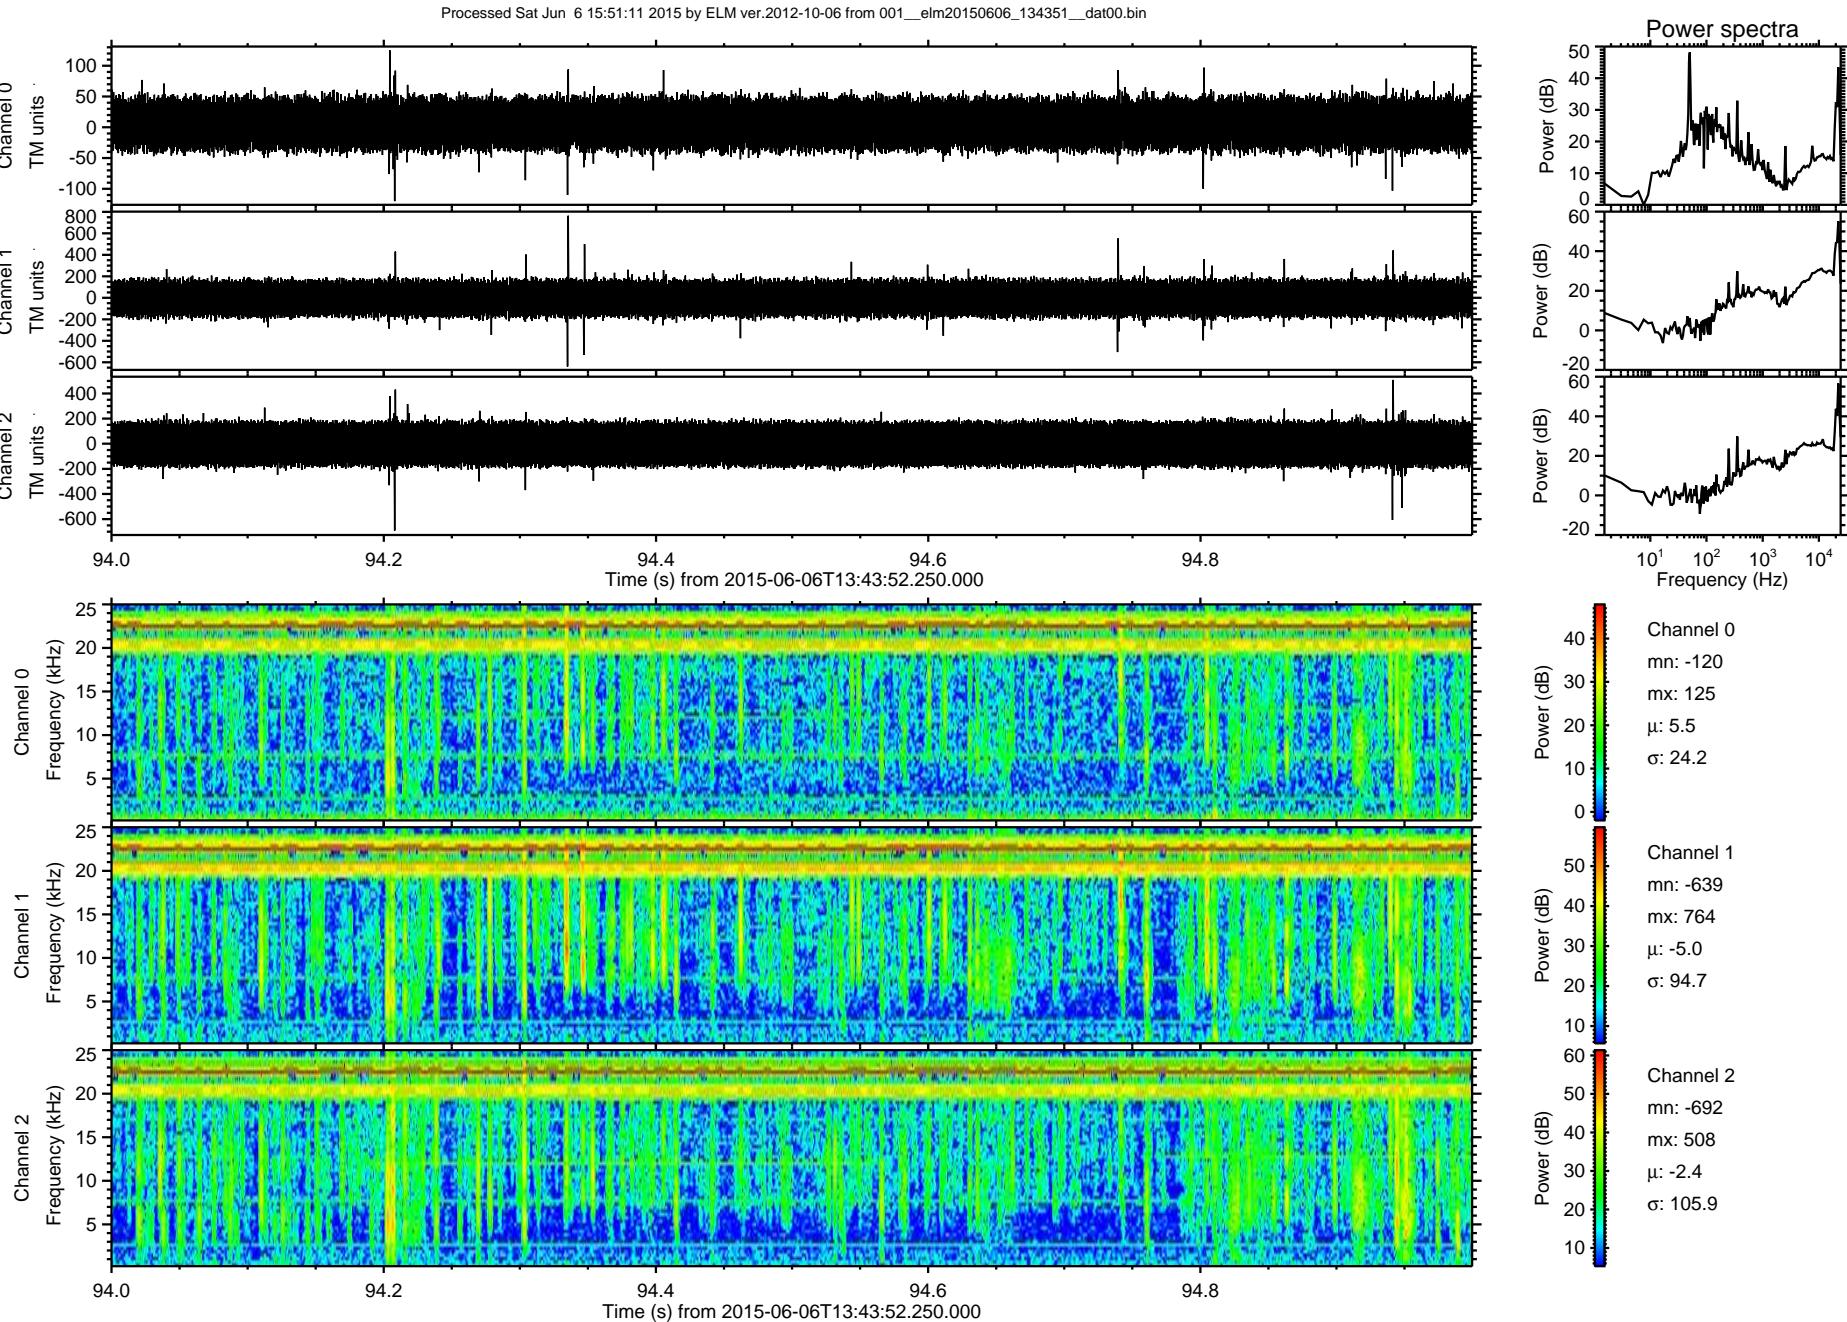 Processed Sat Jun 6 15:51:11 2015 by ELM ver.2012-10-06 from 001__elm20150606_134351__dat00.bin
Power spectra
Channel 0
TM units
100
50
0
-50
-100
Power (dB)
50
40
30
20
10
0
Channel 1
TM units
800
600
400
200
0
-200
-400
-600
Power (dB)
60
40
20
0
-20
Channel 2
TM units
400
200
0
-200
-400
-600
Power (dB)
60
40
20
0
-20
94.0 94.2 94.4 94.6 94.8
Time (s) from 2015-06-06T13:43:52.250.000
10¹ 10² 10³ 10⁴
Frequency (Hz)
Channel 0
Frequency (kHz)
25
20
15
10
5
Power (dB)
40
30
20
10
0
Channel 0
mn: -120
mx: 125
μ: 5.5
σ: 24.2
Channel 1
Frequency (kHz)
25
20
15
10
5
Power (dB)
50
40
30
20
10
Channel 1
mn: -639
mx: 764
μ: -5.0
σ: 94.7
Channel 2
Frequency (kHz)
25
20
15
10
5
Power (dB)
60
50
40
30
20
10
Channel 2
mn: -692
mx: 508
μ: -2.4
σ: 105.9
94.0 94.2 94.4 94.6 94.8
Time (s) from 2015-06-06T13:43:52.250.000